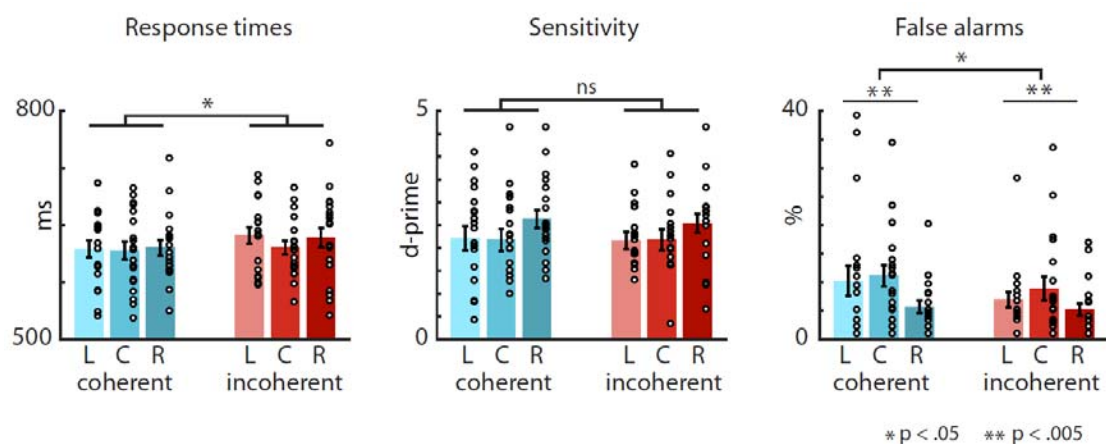 Response times
Sensitivity
False alarms
*
ns
*
**
**
800
ms
500
L C R
coherent
L C R
incoherent
5
d-prime
0
L C R
coherent
L C R
incoherent
40
%
0
L C R
coherent
L C R
incoherent
* p < .05 ** p < .005